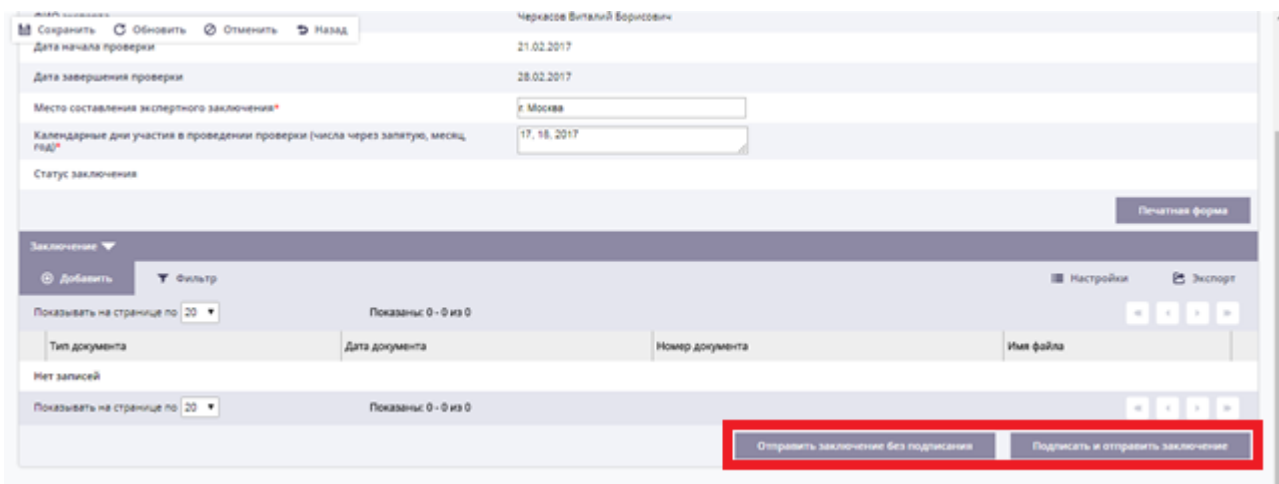 ФИО эксперта Черкасов Виталий Борисович
Сохранить Обновить Отменить Назад
Дата начала проверки 21.02.2017
Дата завершения проверки 28.02.2017
Место составления экспертного заключения* г. Москва
Календарные дни участия в проведении проверки (числа через запятую, месяц, 17, 18, 2017
год)*
Статус заключения
Печатная форма
Заключение
Добавить Фильтр Настройки Экспорт
Показывать на странице по 20 Показаны: 0 - 0 из 0
Тип документа Дата документа Номер документа Имя файла
Нет записей
Показывать на странице по 20 Показаны: 0 - 0 из 0
Отправить заключение без подписания Подписать и отправить заключение